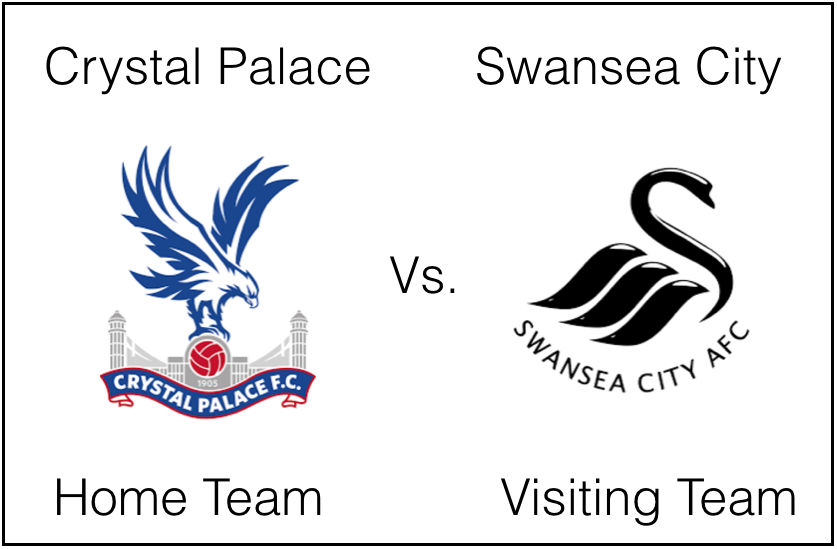 Crystal Palace
Swansea City
Vs.
1905
CRYSTAL PALACE F.C.
SWANSEA CITY AFC
Home Team
Visiting Team